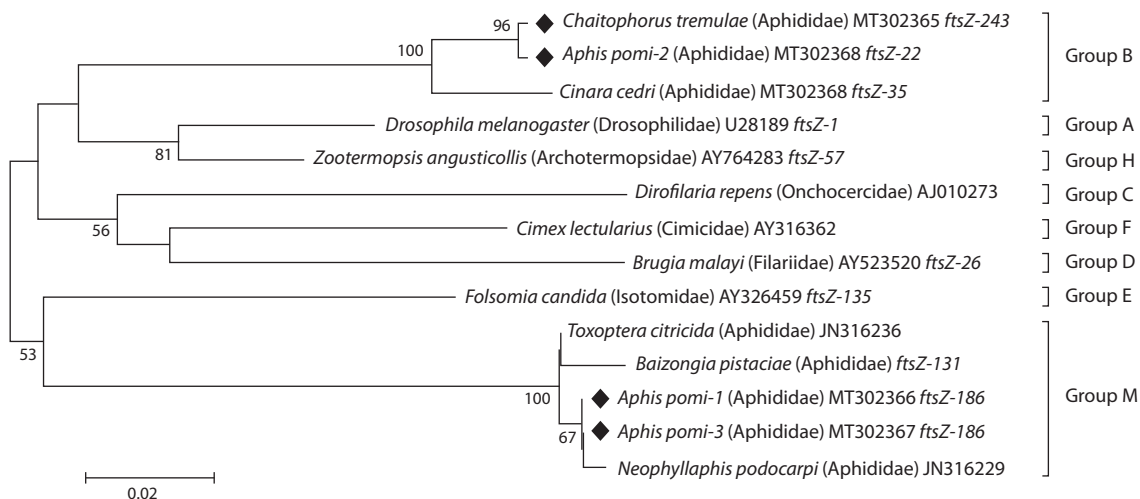 Chaitophorus tremulae (Aphididae) MT302365 ftsZ-243
96
100
Aphis pomi-2 (Aphididae) MT302368 ftsZ-22
Group B
Cinara cedri (Aphididae) MT302368 ftsZ-35
Drosophila melanogaster (Drosophilidae) U28189 ftsZ-1
Group A
81
Zootermopsis angusticollis (Archotermopsidae) AY764283 ftsZ-57
Group H
Dirofilaria repens (Onchocercidae) AJ010273
Group C
56
Cimex lectularius (Cimicidae) AY316362
Group F
Brugia malayi (Filariidae) AY523520 ftsZ-26
Group D
Folsomia candida (Isotomidae) AY326459 ftsZ-135
Group E
53
Toxoptera citricida (Aphididae) JN316236
Baizongia pistaciae (Aphididae) ftsZ-131
100
Aphis pomi-1 (Aphididae) MT302366 ftsZ-186
Group M
67
Aphis pomi-3 (Aphididae) MT302367 ftsZ-186
Neophyllaphis podocarpi (Aphididae) JN316229
0.02